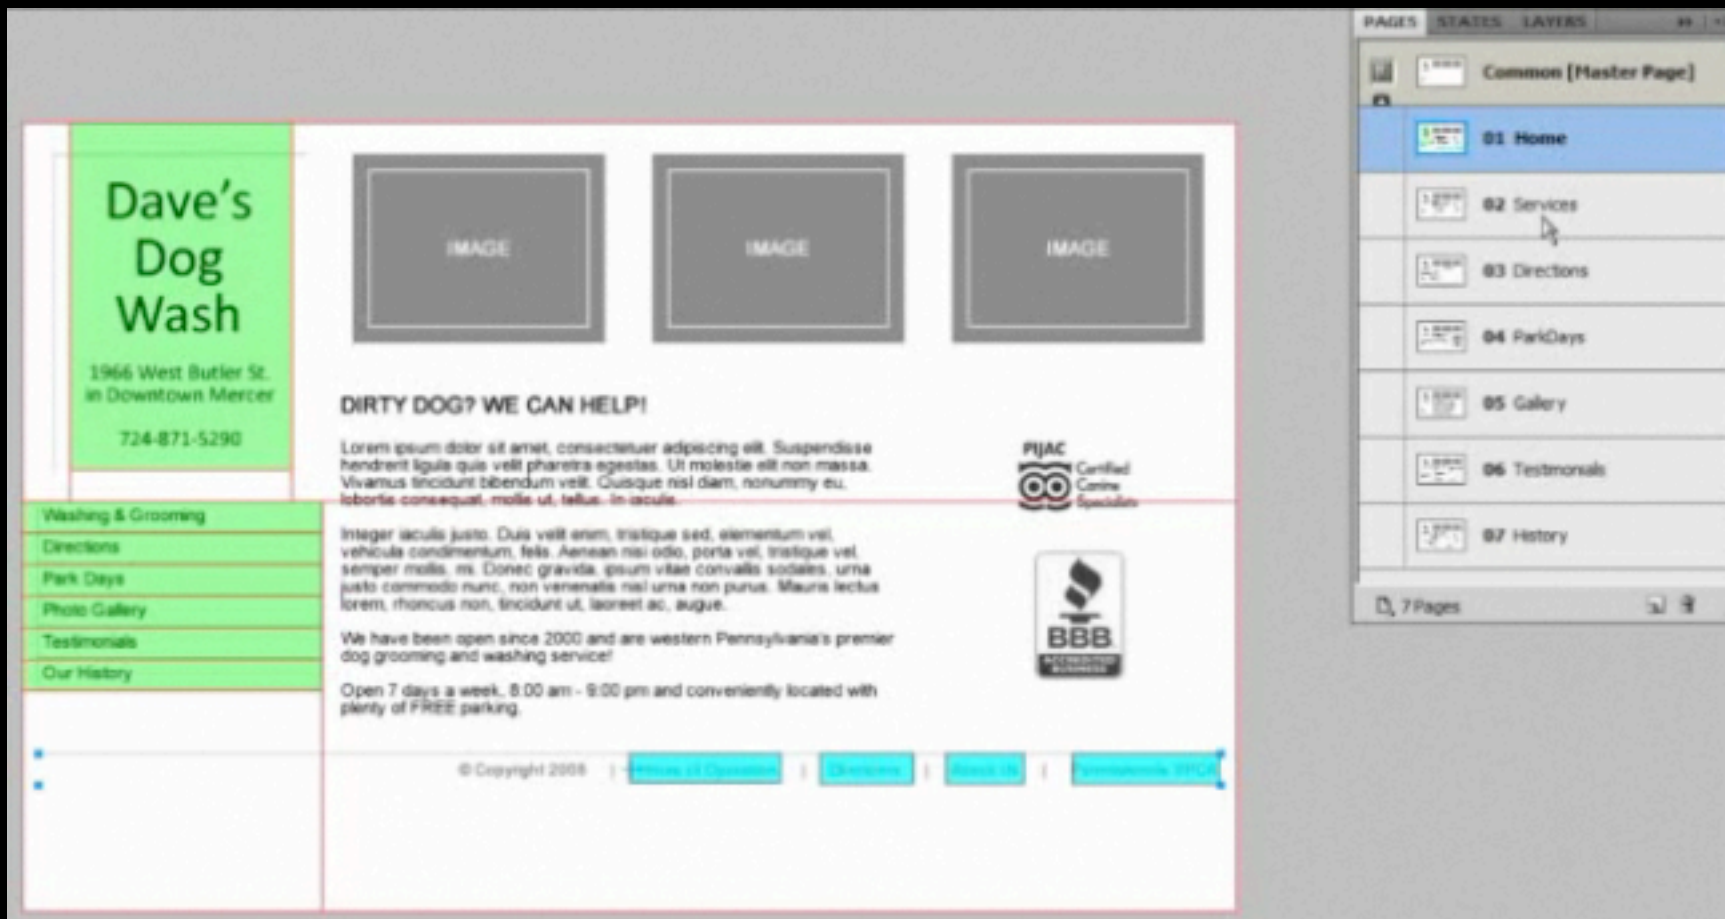 PAGES STATES LAYERS
Common [Master Page]
01 Home
02 Services
03 Directions
04 ParkDays
05 Gallery
06 Testimonials
07 History
7 Pages
Dave's
Dog
Wash
1966 West Butler St.
in Downtown Mercer
724-871-5290
Washing & Grooming
Directions
Park Days
Photo Gallery
Testimonials
Our History
IMAGE
IMAGE
IMAGE
DIRTY DOG? WE CAN HELP!
Lorem ipsum dolor sit amet, consectetuer adipiscing elit. Suspendisse
hendrerit ligula quis velit pharetra egestas. Ut molestie elit non massa.
Vivamus tincidunt bibendum velit. Quisque nisl diam, nonummy eu,
lobortis consequat, mollis ut, tellus. In iaculis.
Integer iaculis justo. Duis velit enim, tristique sed, elementum vel,
vehicula condimentum, felis. Aenean nisi odio, porta vel, tristique vel,
semper mollis, mi. Donec gravida, ipsum vitae convallis sodales, urna
justo commodo nunc, non venenatis nisl urna non purus. Mauris lectus
lorem, rhoncus non, tincidunt ut, laoreet ac, augue.
We have been open since 2000 and are western Pennsylvania's premier
dog grooming and washing service!
Open 7 days a week, 8:00 am - 9:00 pm and conveniently located with
plenty of FREE parking.
PIJAC
Certified
Canine
Specialists
BBB
ACCREDITED
BUSINESS
© Copyright 2008 | of Operation | Directions | About Us |